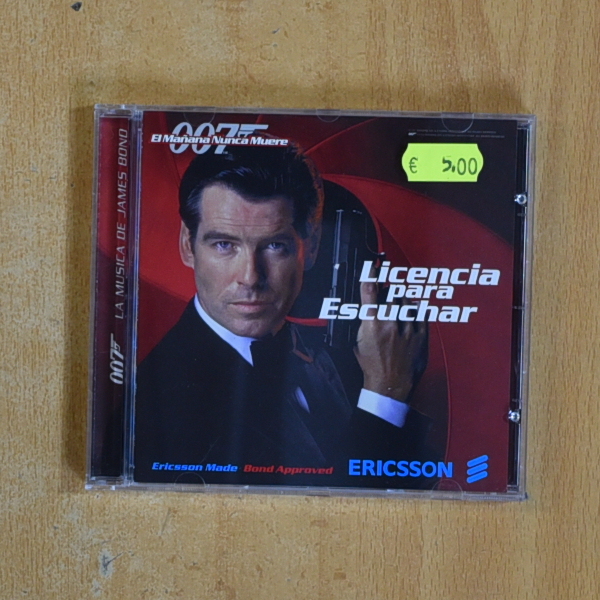 007
El Mañana Nunca Muere
€ 5.00
Licencia
para
Escuchar
Ericsson Made Bond Approved
ERICSSON
007 LA MUSICA DE JAMES BOND